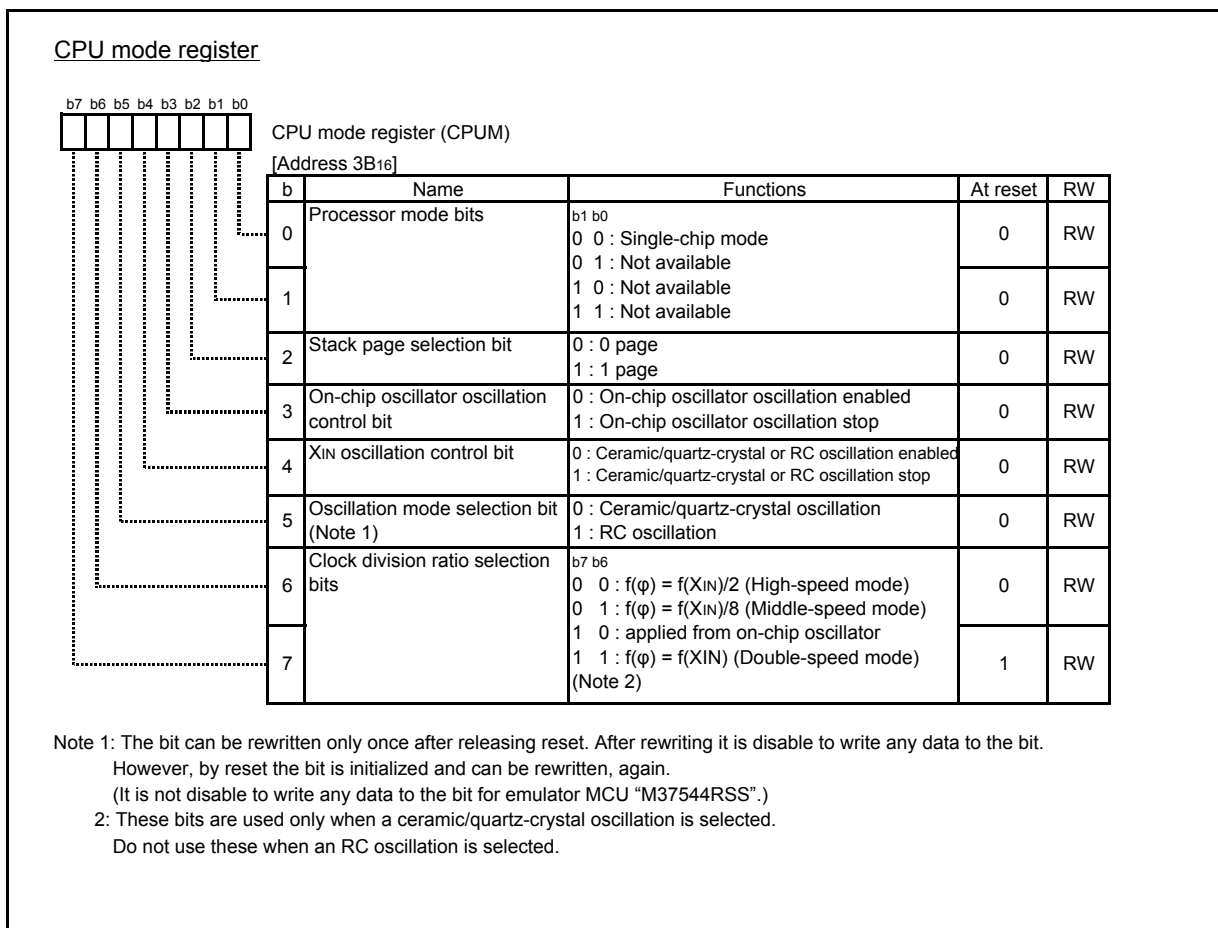 CPU mode register
b7 b6 b5 b4 b3 b2 b1 b0
CPU mode register (CPUM)
[Address 3B16]
b Name Functions At reset RW
0 Processor mode bits b1 b0 0 RW
0 0 : Single-chip mode
0 1 : Not available
1 1 0 : Not available 0 RW
1 1 : Not available
2 Stack page selection bit 0 : 0 page 0 RW
1 : 1 page
3 On-chip oscillator oscillation 0 : On-chip oscillator oscillation enabled 0 RW
control bit 1 : On-chip oscillator oscillation stop
4 XIN oscillation control bit 0 : Ceramic/quartz-crystal or RC oscillation enabled 0 RW
1 : Ceramic/quartz-crystal or RC oscillation stop
5 Oscillation mode selection bit 0 : Ceramic/quartz-crystal oscillation 0 RW
(Note 1) 1 : RC oscillation
6 Clock division ratio selection b7 b6 0 RW
bits 0 0 : f(φ) = f(XIN)/2 (High-speed mode)
0 1 : f(φ) = f(XIN)/8 (Middle-speed mode)
7 1 0 : applied from on-chip oscillator 1 RW
1 1 : f(φ) = f(XIN) (Double-speed mode)
(Note 2)
Note 1: The bit can be rewritten only once after releasing reset. After rewriting it is disable to write any data to the bit.
However, by reset the bit is initialized and can be rewritten, again.
(It is not disable to write any data to the bit for emulator MCU “M37544RSS”.)
2: These bits are used only when a ceramic/quartz-crystal oscillation is selected.
Do not use these when an RC oscillation is selected.